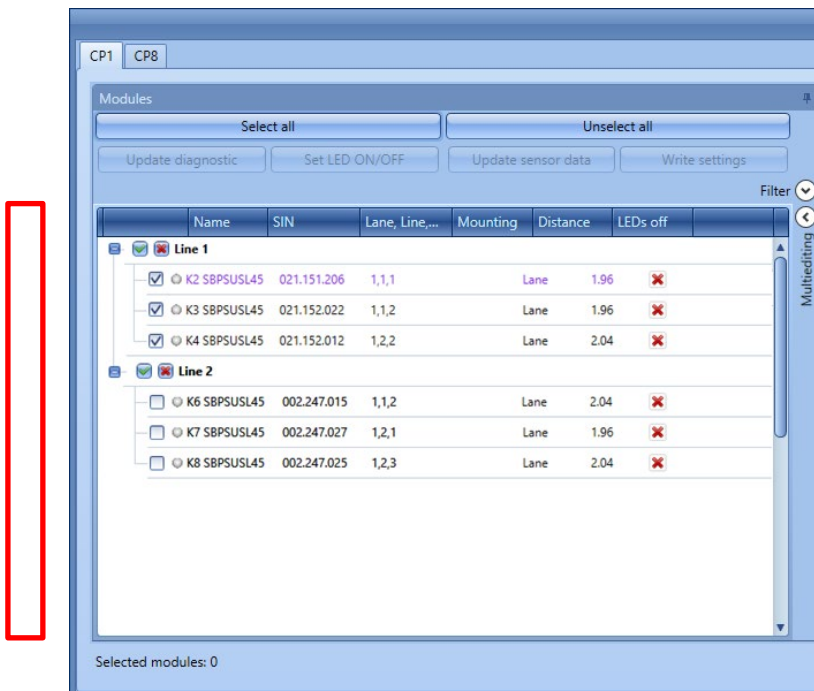 CP1 CP8
Modules
Select all Unselect all
Update diagnostic Set LED ON/OFF Update sensor data Write settings
Filter
Multiediting
Name SIN Lane, Line,... Mounting Distance LEDs off
Line 1
K2 SBPSUSL45 021.151.206 1,1,1 Lane 1.96
K3 SBPSUSL45 021.152.022 1,1,2 Lane 1.96
K4 SBPSUSL45 021.152.012 1,2,2 Lane 2.04
Line 2
K6 SBPSUSL45 002.247.015 1,1,2 Lane 2.04
K7 SBPSUSL45 002.247.027 1,2,1 Lane 1.96
K8 SBPSUSL45 002.247.025 1,2,3 Lane 2.04
Selected modules: 0